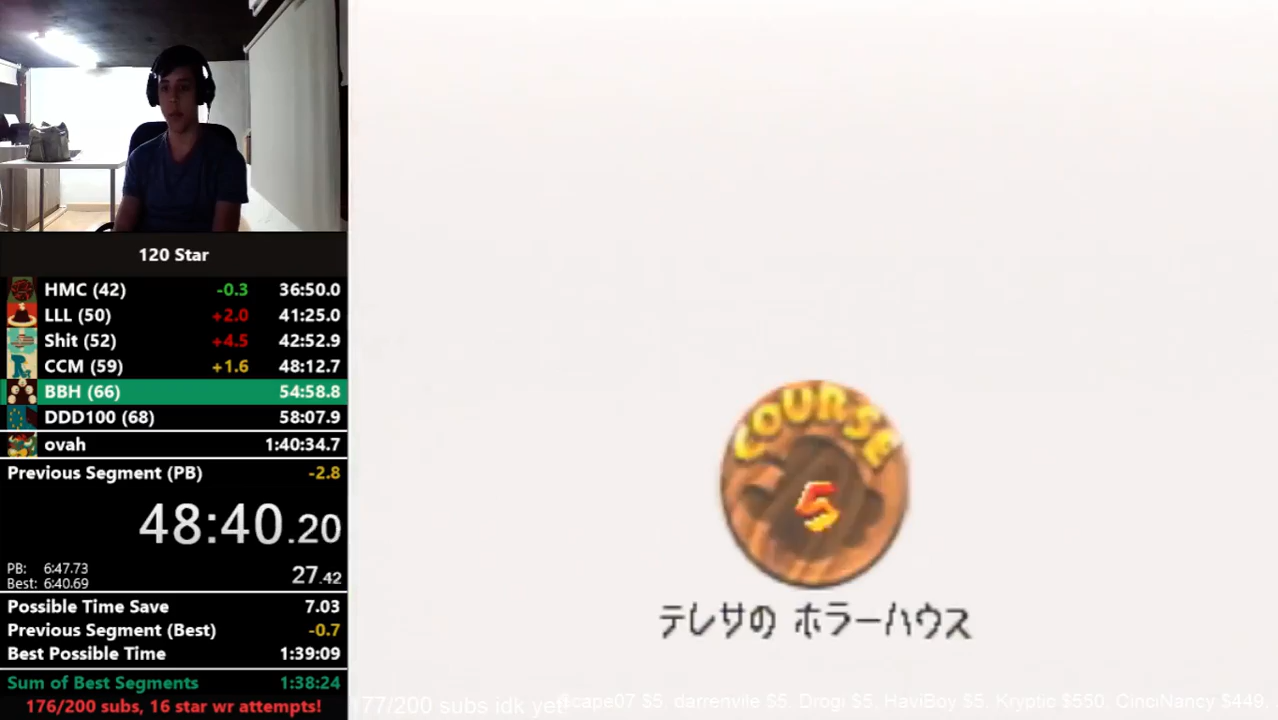 120 Star
HMC (42) -0.3 36:50.0
LLL (50) +2.0 41:25.0
Shit (52) +4.5 42:52.9
CCM (59) +1.6 48:12.7
BBH (66) 54:58.8
DDD100 (68) 58:07.9
ovah 1:40:34.7
Previous Segment (PB) -2.8
48:40.20
PB: 6:47.73
Best: 6:40.69
27.42
Possible Time Save 7.03
Previous Segment (Best) -0.7
Best Possible Time 1:39:09
Sum of Best Segments 1:38:24
176/200 subs, 16 star wr attempts!
COURSE
5
テレサの ホラーハウス
177/200 subs idk yet
cape07 $5, darrenvile $5, Drogi $5, HaviBoy $5, Kryptic $550, CinciNancy $449,